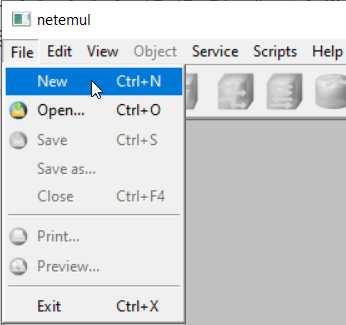 netemul
File Edit View Object Service Scripts Help
New Ctrl+N
Open... Ctrl+O
Save Ctrl+S
Save as...
Close Ctrl+F4
Print...
Preview...
Exit Ctrl+X